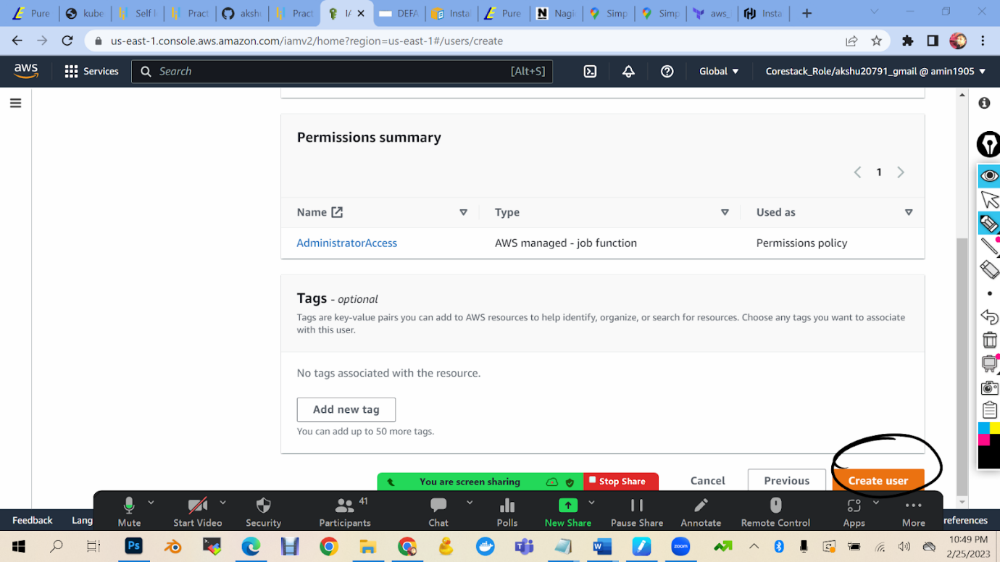 Pure
kube
Self
Pract
akshu
Pract
IA
DEFA
Instal
Pure
Nagi
Simp
Simp
aws_
Insta
us-east-1.console.aws.amazon.com/iamv2/home?region=us-east-1#/users/create
aws
Services
Search
[Alt+S]
Global
Corestack_Role/akshu20791_gmail @ amin1905
Permissions summary
1
Name
Type
Used as
AdministratorAccess
AWS managed - job function
Permissions policy
Tags - optional
Tags are key-value pairs you can add to AWS resources to help identify, organize, or search for resources. Choose any tags you want to associate
with this user.
No tags associated with the resource.
Add new tag
You can add up to 50 more tags.
You are screen sharing
Stop Share
Cancel
Previous
Create user
Feedback
Lang
Mute
Start Video
Security
41
Participants
Chat
Polls
New Share
Pause Share
Annotate
Remote Control
Apps
More
references
Ps
zoom
10:49 PM
2/25/2023